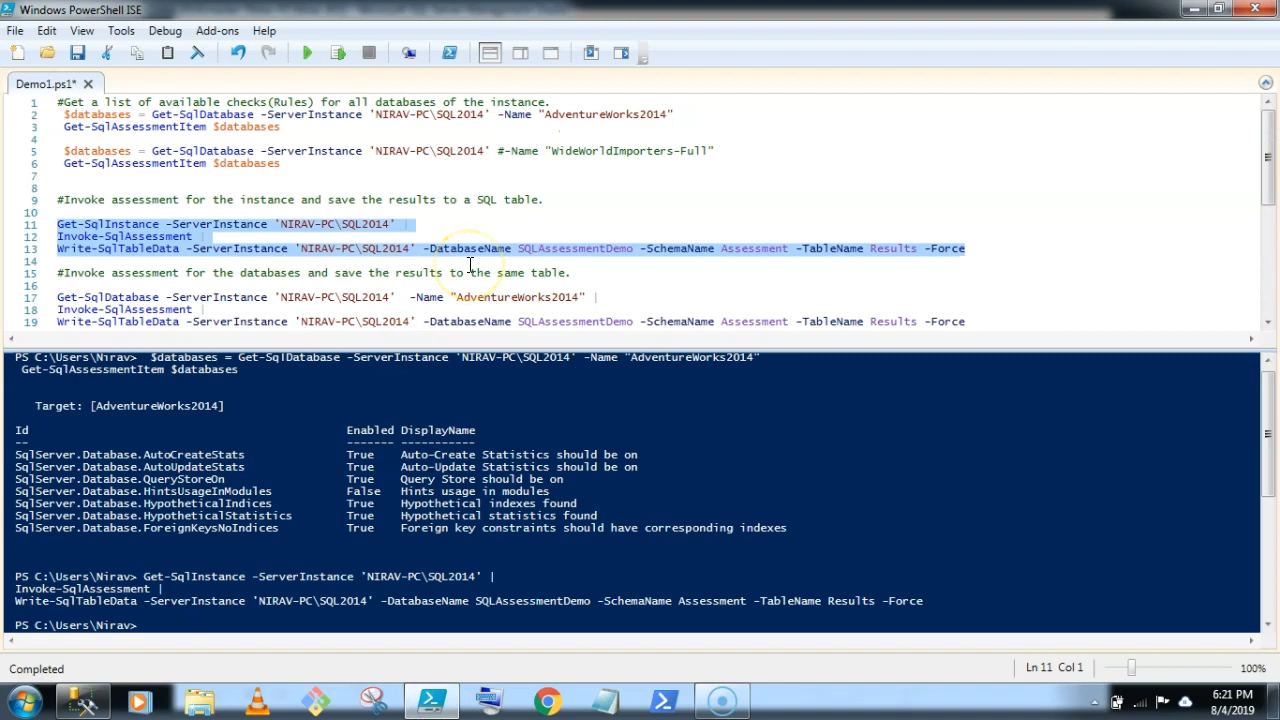 Windows PowerShell ISE
File Edit View Tools Debug Add-ons Help
Demo1.ps1*
1 #Get a list of available checks(Rules) for all databases of the instance.
2 $databases = Get-SqlDatabase -ServerInstance 'NIRAV-PC\SQL2014' -Name "AdventureWorks2014"
3 Get-SqlAssessmentItem $databases
4
5 $databases = Get-SqlDatabase -ServerInstance 'NIRAV-PC\SQL2014' #-Name "WideWorldImporters-Full"
6 Get-SqlAssessmentItem $databases
7
8
9 #Invoke assessment for the instance and save the results to a SQL table.
10
11 Get-SqlInstance -ServerInstance 'NIRAV-PC\SQL2014' |
12 Invoke-SqlAssessment |
13 Write-SqlTableData -ServerInstance 'NIRAV-PC\SQL2014' -DatabaseName SQLAssessmentDemo -SchemaName Assessment -TableName Results -Force
14
15 #Invoke assessment for the databases and save the results to the same table.
16
17 Get-SqlDatabase -ServerInstance 'NIRAV-PC\SQL2014' -Name "AdventureWorks2014" |
18 Invoke-SqlAssessment |
19 Write-SqlTableData -ServerInstance 'NIRAV-PC\SQL2014' -DatabaseName SQLAssessmentDemo -SchemaName Assessment -TableName Results -Force
PS C:\Users\Nirav> $databases = Get-SqlDatabase -ServerInstance 'NIRAV-PC\SQL2014' -Name "AdventureWorks2014"
Get-SqlAssessmentItem $databases
Target: [AdventureWorks2014]
Id Enabled DisplayName
-- ------- -----------
SqlServer.Database.AutoCreateStats True Auto-Create Statistics should be on
SqlServer.Database.AutoUpdateStats True Auto-Update Statistics should be on
SqlServer.Database.QueryStoreOn True Query Store should be on
SqlServer.Database.HintsUsageInModules False Hints usage in modules
SqlServer.Database.HypotheticalIndices True Hypothetical indexes found
SqlServer.Database.HypotheticalStatistics True Hypothetical statistics found
SqlServer.Database.ForeignKeysNoIndices True Foreign key constraints should have corresponding indexes
PS C:\Users\Nirav> Get-SqlInstance -ServerInstance 'NIRAV-PC\SQL2014' |
Invoke-SqlAssessment |
Write-SqlTableData -ServerInstance 'NIRAV-PC\SQL2014' -DatabaseName SQLAssessmentDemo -SchemaName Assessment -TableName Results -Force
PS C:\Users\Nirav>
Completed Ln 11 Col 1 100%
6:21 PM
8/4/2019